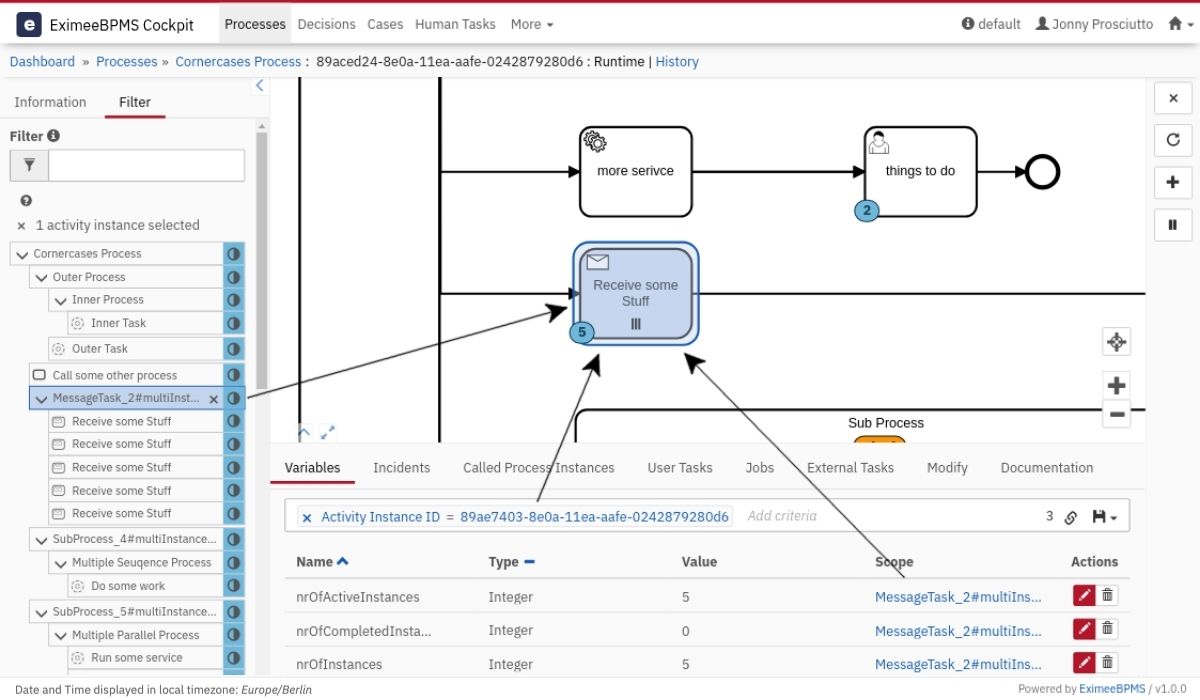 e EximeeBPMS Cockpit Processes Decisions Cases Human Tasks More default Jonny Prosciutto
Dashboard » Processes » Cornercases Process : 89aced24-8e0a-11ea-aafe-0242879280d6 : Runtime | History
Information Filter
Filter
1 activity instance selected
Cornercases Process
Outer Process
Inner Process
Inner Task
Outer Task
Call some other process
MessageTask_2#multiInst...
Receive some Stuff
Receive some Stuff
Receive some Stuff
Receive some Stuff
Receive some Stuff
SubProcess_4#multiInstance...
Multiple Seuqence Process
Do some work
SubProcess_5#multiInstance...
Multiple Parallel Process
Run some service
more serivce
things to do
2
Receive some
Stuff
5
Sub Process
Variables Incidents Called Process Instances User Tasks Jobs External Tasks Modify Documentation
Activity Instance ID = 89ae7403-8e0a-11ea-aafe-0242879280d6 Add criteria 3
Name Type Value Scope Actions
nrOfActiveInstances Integer 5 MessageTask_2#multiIns...
nrOfCompletedInsta... Integer 0 MessageTask_2#multiIns...
nrOfInstances Integer 5 MessageTask_2#multiIns...
Date and Time displayed in local timezone: Europe/Berlin Powered by EximeeBPMS / v1.0.0